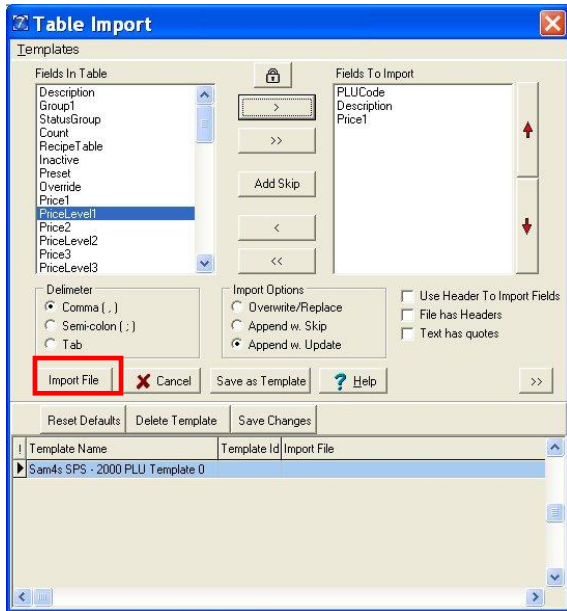 Table Import
Templates
Fields In Table
Description
Group1
StatusGroup
Count
RecipeTable
Inactive
Preset
Override
Price1
PriceLevel1
Price2
PriceLevel2
Price3
PriceLevel3
>
>>
Add Skip
<
<<
Fields To Import
PLUCode
Description
Price1
Delimeter
Comma ( , )
Semi-colon ( ; )
Tab
Import Options
Overwrite/Replace
Append w. Skip
Append w. Update
Use Header To Import Fields
File has Headers
Text has quotes
Import File Cancel Save as Template ? Help >>
Reset Defaults Delete Template Save Changes
! Template Name Template Id Import File
Sam4s SPS - 2000 PLU Template 0